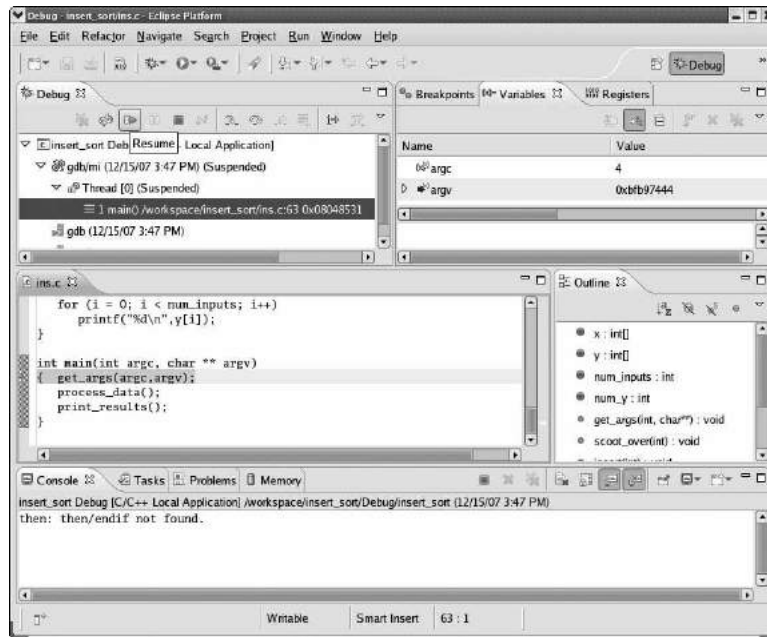 Debug - insert_sort/ins.c - Eclipse Platform
File Edit Refactor Navigate Search Project Run Window Help
Debug
Debug
insert_sort Deb Resume Local Application]
gdb/mi (12/15/07 3:47 PM) (Suspended)
Thread [0] (Suspended)
1 main() /workspace/insert_sort/ins.c:63 0x08048531
gdb (12/15/07 3:47 PM)
Breakpoints Variables Registers
Name Value
argc 4
argv 0xbfb97444
ins.c
for (i = 0; i < num_inputs; i++)
printf("%d\n",y[i]);
}
int main(int argc, char ** argv)
{ get_args(argc,argv);
process_data();
print_results();
}
Outline
x : int[]
y : int[]
num_inputs : int
num_y : int
get_args(int, char**) : void
scoot_over(int) : void
Console Tasks Problems Memory
insert_sort Debug [C/C++ Local Application] /workspace/insert_sort/Debug/insert_sort (12/15/07 3:47 PM)
then: then/endif not found.
Writable Smart Insert 63 : 1